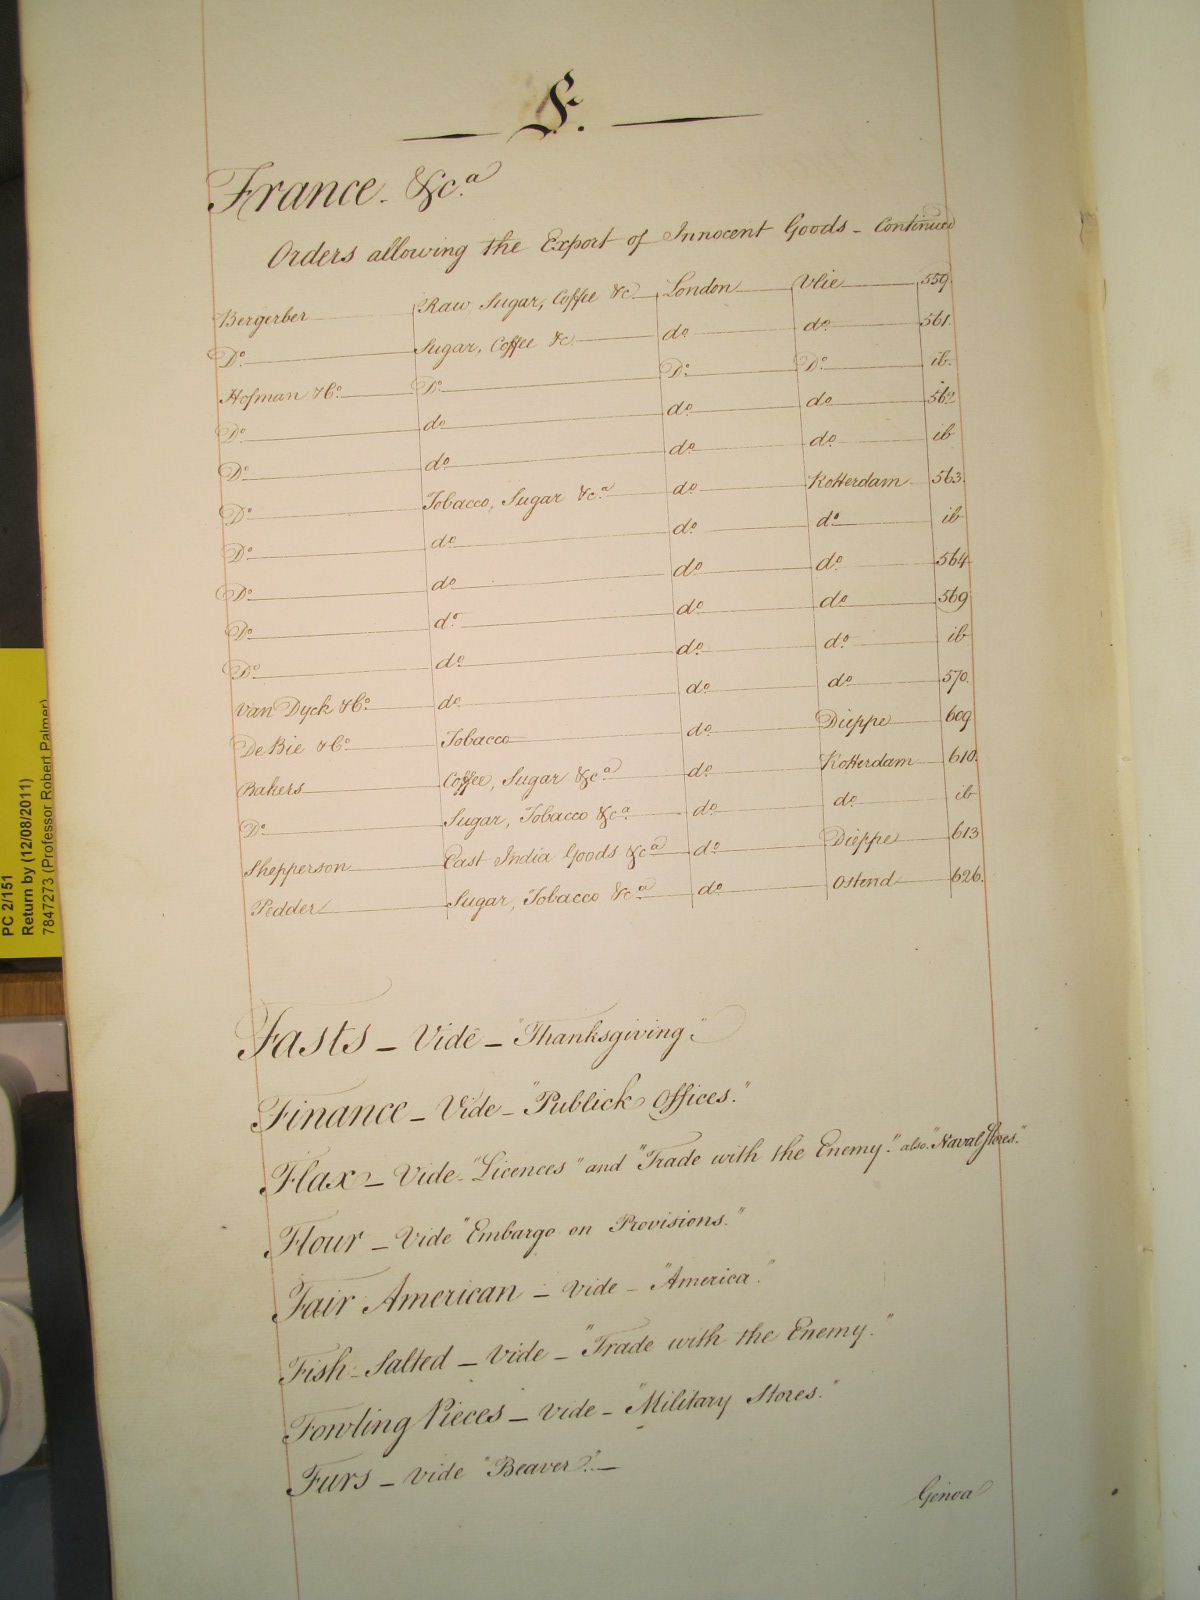 F.
France. &c.a
Orders allowing the Export of Innocent Goods - Continued
Bergerber Raw Sugar, Coffee &c London Vlie 559.
Do Sugar, Coffee &c do do 561.
Hofman & Co. Do Do Do ib.
Do do do do 562
Do do do do ib
Do Tobacco, Sugar &c.a do Rotterdam 563.
Do do do do ib
Do do do do 564
Do do do do 569
Do do do do ib
Van Dyck & Co. do do do 570.
De Bie & Co. Tobacco do Dieppe 609
Bakers Coffee, Sugar &c.a do Rotterdam 610.
Do Sugar, Tobacco &c.a do do ib
Shepperson East India Goods &c.a do Dieppe 613
Pedder Sugar, Tobacco &c.a do Ostend 626.
Fasts - Vide - "Thanksgiving."
Finance - Vide - "Publick Offices."
Flax - Vide - "Licences" and "Trade with the Enemy." also "Naval Stores."
Flour - Vide "Embargo on Provisions."
Fair American - Vide - "America."
Fish-Salted - Vide - "Trade with the Enemy."
Fowling Pieces - Vide - "Military Stores."
Furs - Vide "Beaver."
Genoa
PC 2/151
Return by (12/08/2011)
7847273 (Professor Robert Palmer)